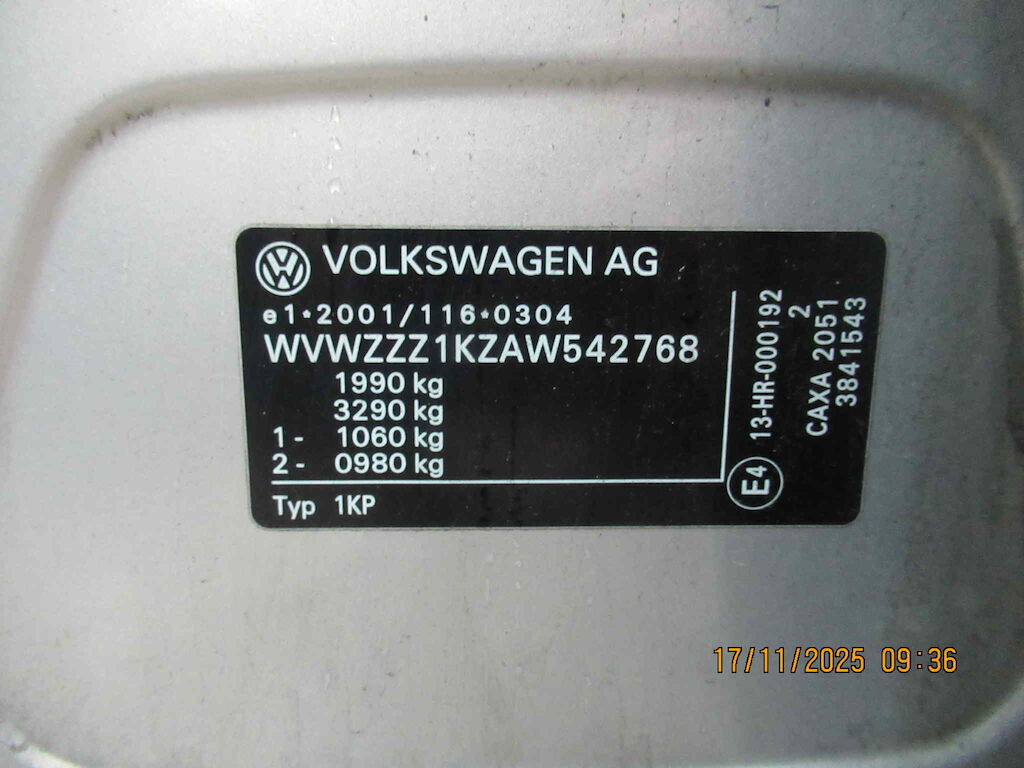 VOLKSWAGEN AG
e1*2001/116*0304
WVWZZZ1KZAW542768
1990 kg
3290 kg
1- 1060 kg
2- 0980 kg
Typ 1KP
E4 13-HR-000192
2
CAXA 2051
3841543
17/11/2025 09:36